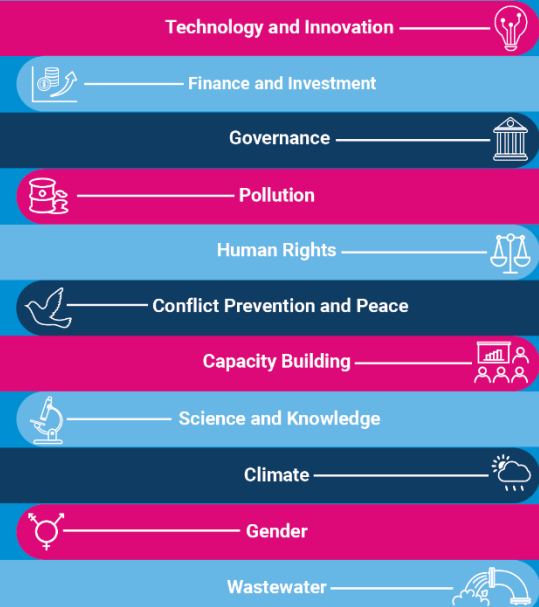 Technology and Innovation
Finance and Investment
Governance
Pollution
Human Rights
Conflict Prevention and Peace
Capacity Building
Science and Knowledge
Climate
Gender
Wastewater